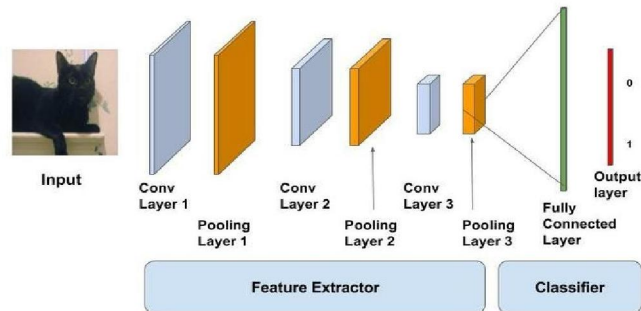 0
1
Input
Conv
Layer 1
Pooling
Layer 1
Conv
Layer 2
Pooling
Layer 2
Conv
Layer 3
Pooling
Layer 3
Fully
Connected
Layer
Output
layer
Feature Extractor
Classifier